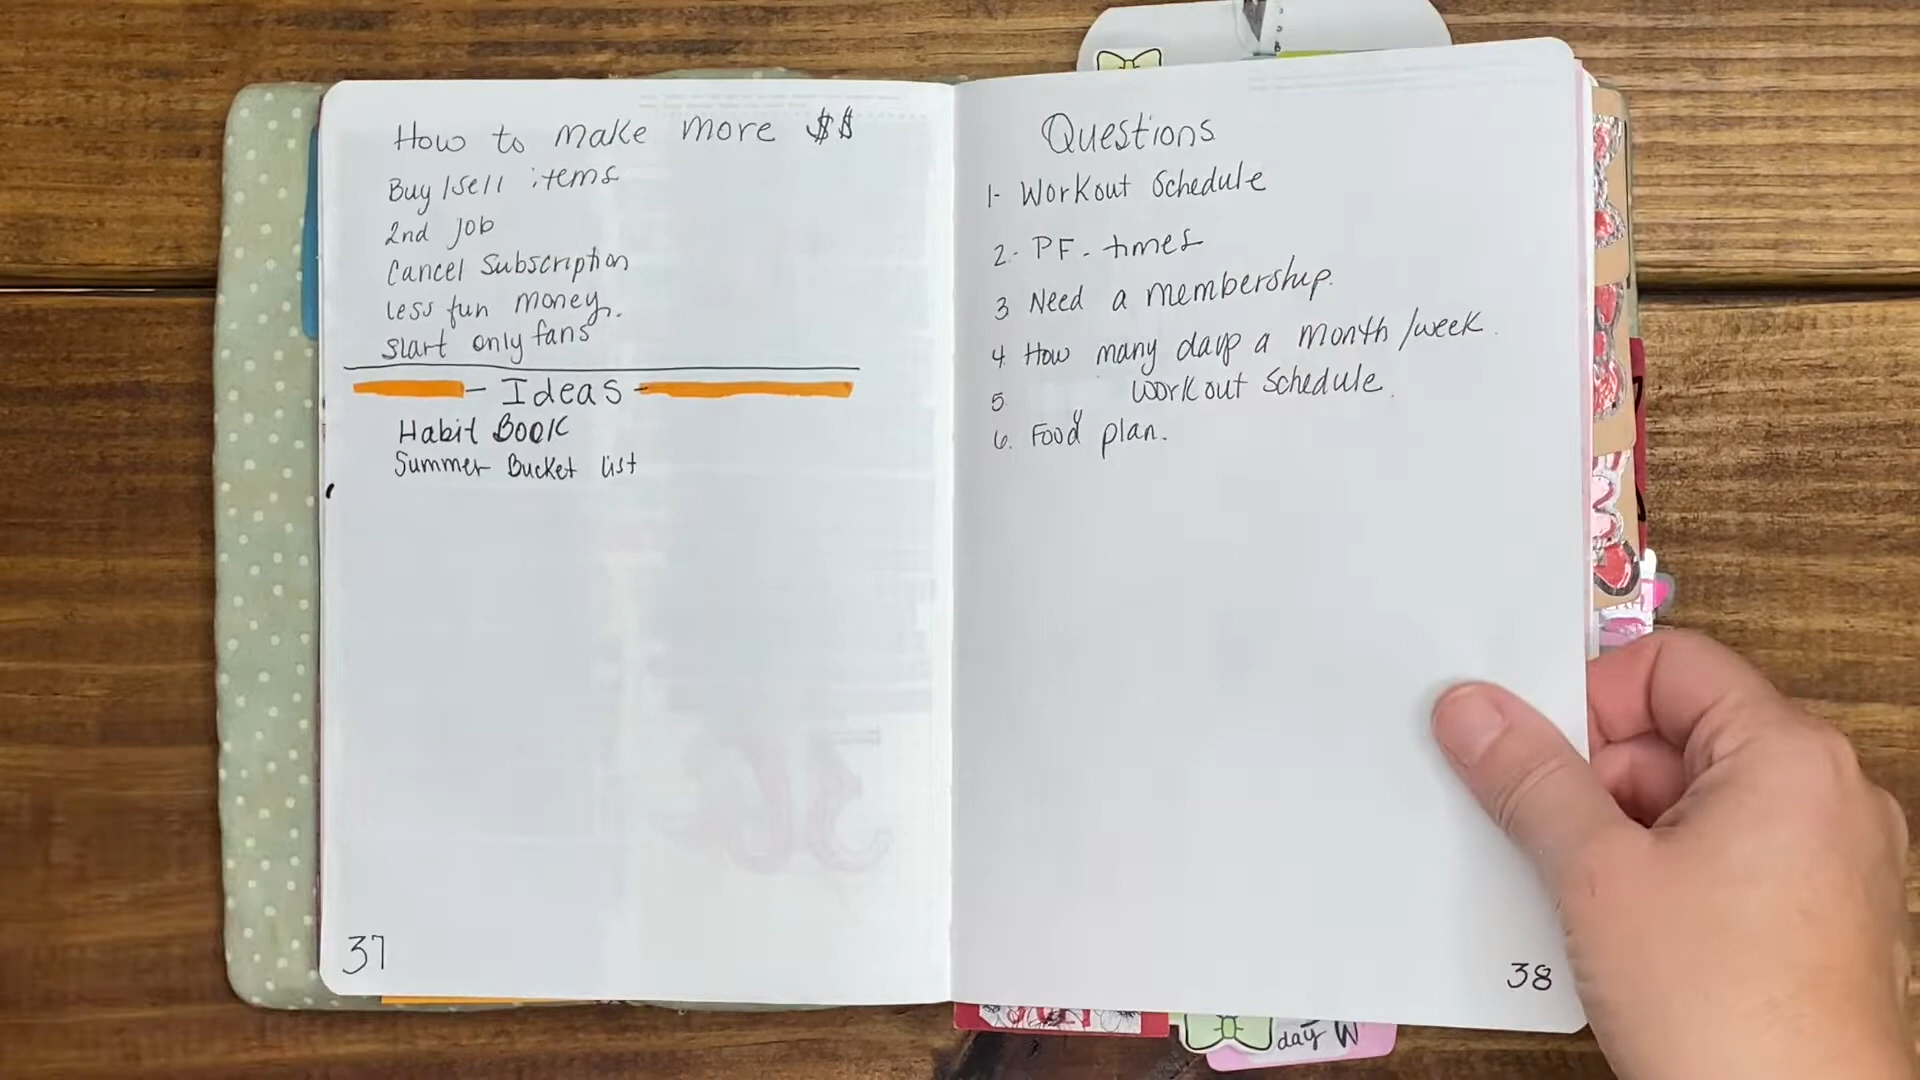 How to make more $$
Buy/sell items
2nd job
Cancel Subscription
less fun money.
start only fans
- Ideas -
Habit Book
Summer Bucket list
37
Questions
1- Workout Schedule
2- PF - times
3 Need a membership.
4 How many days a month/week.
5. workout schedule.
6. Food plan.
38
day W